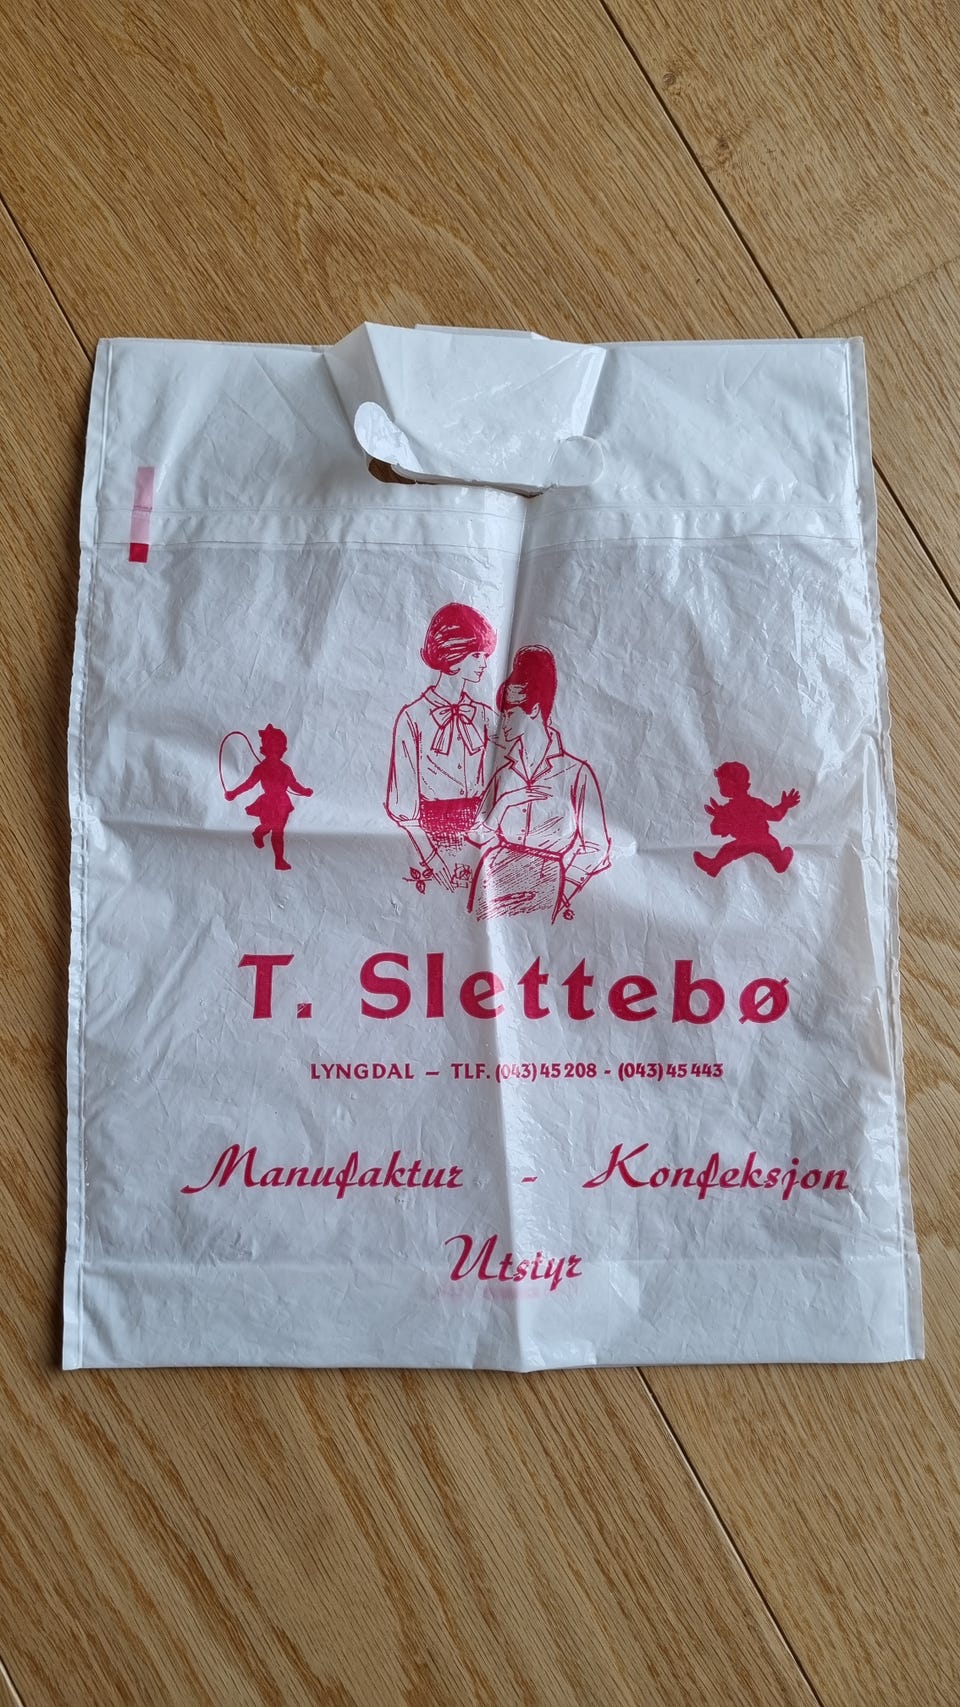 T. Slettebø
LYNGDAL – TLF. (043) 45 208 - (043) 45 443
Manufaktur - Konfeksjon
Utstyr